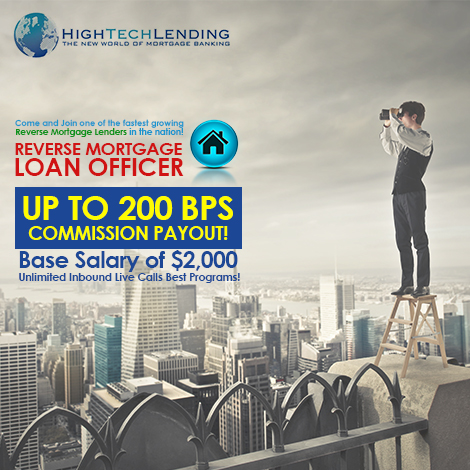 HIGHTECHLENDING
THE NEW WORLD OF MORTGAGE BANKING
Come and Join one of the fastest growing
Reverse Mortgage Lenders in the nation!
REVERSE MORTGAGE
LOAN OFFICER
UP TO 200 BPS
COMMISSION PAYOUT!
Base Salary of $2,000
Unlimited Inbound Live Calls Best Programs!